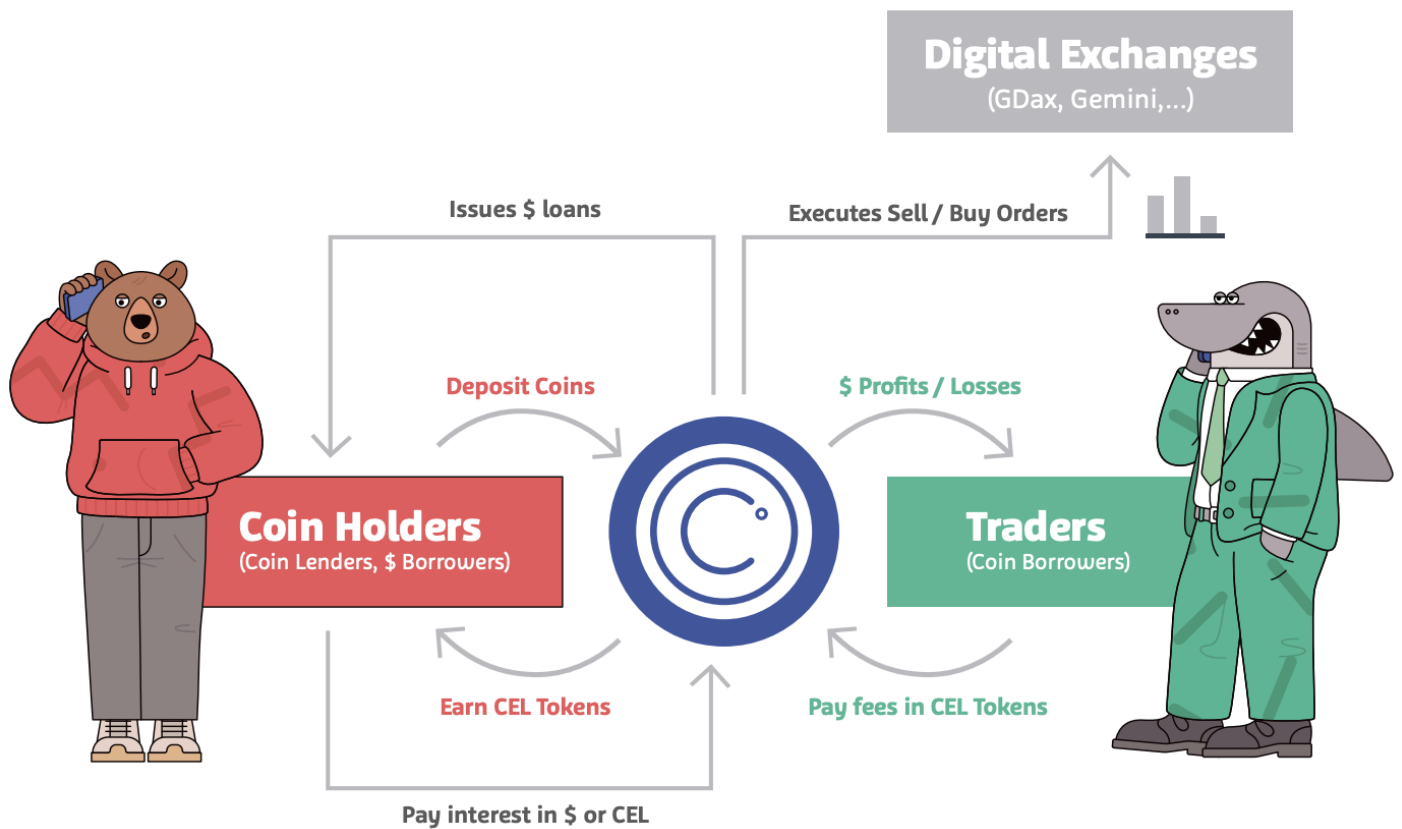 Digital Exchanges
(GDax, Gemini,...)
Issues $ loans
Executes Sell / Buy Orders
Deposit Coins
$ Profits / Losses
Coin Holders
(Coin Lenders, $ Borrowers)
Traders
(Coin Borrowers)
Earn CEL Tokens
Pay fees in CEL Tokens
Pay interest in $ or CEL